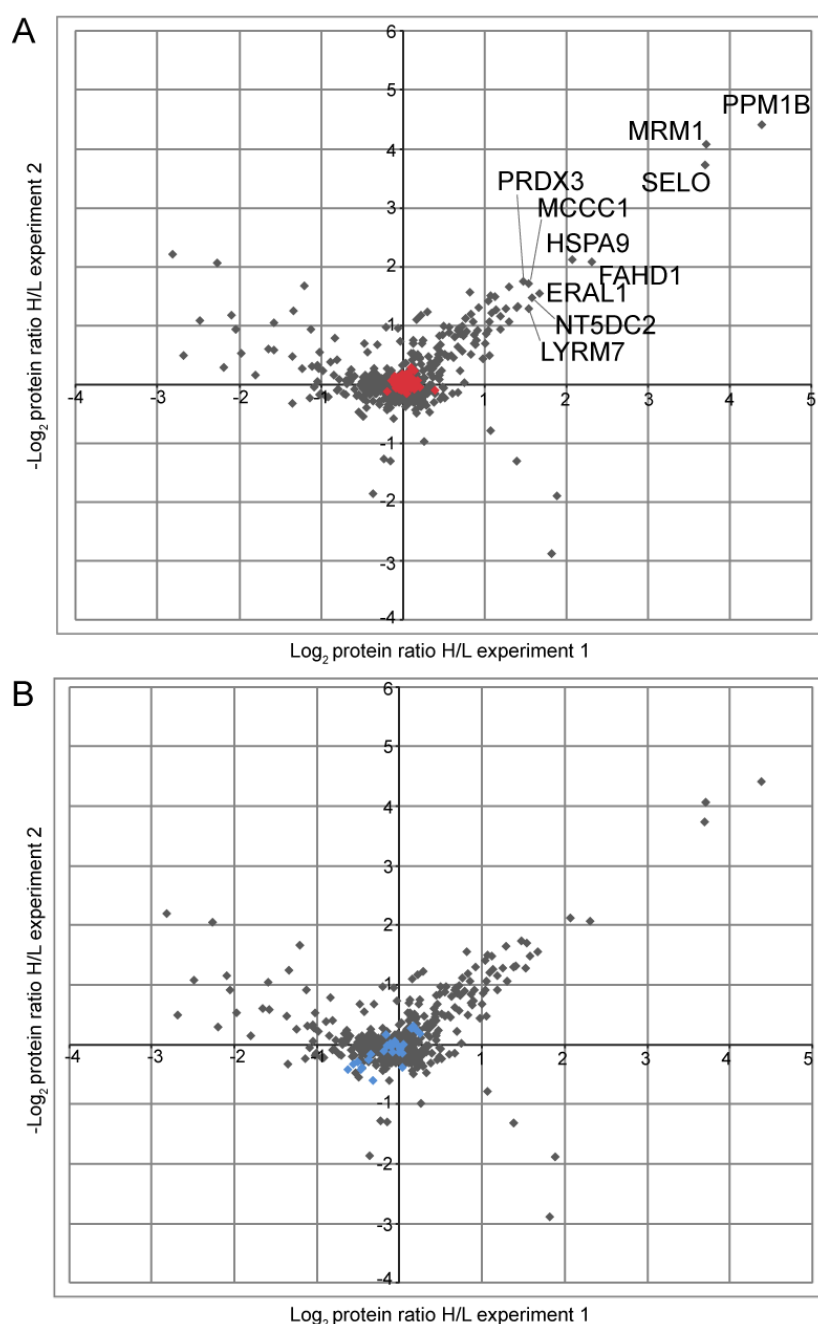 A
6
5
PPM1B
MRM1
4
SELO
PRDX3
MCCC1
3
HSPA9
2
FAHD1
ERAL1
1
NT5DC2
LYRM7
-4 -3 -2 -1 1 2 3 4 5
-1
-2
-3
-4
-Log2 protein ratio H/L experiment 2
Log2 protein ratio H/L experiment 1
B
6
5
4
3
2
1
-4 -3 -2 -1 1 2 3 4 5
-1
-2
-3
-4
-Log2 protein ratio H/L experiment 2
Log2 protein ratio H/L experiment 1